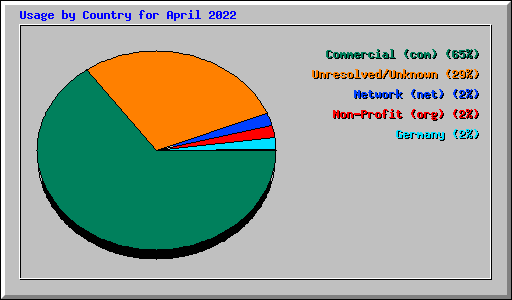 Usage by Country for April 2022
Commercial (com) (65%)
Unresolved/Unknown (29%)
Network (net) (2%)
Non-Profit (org) (2%)
Germany (2%)